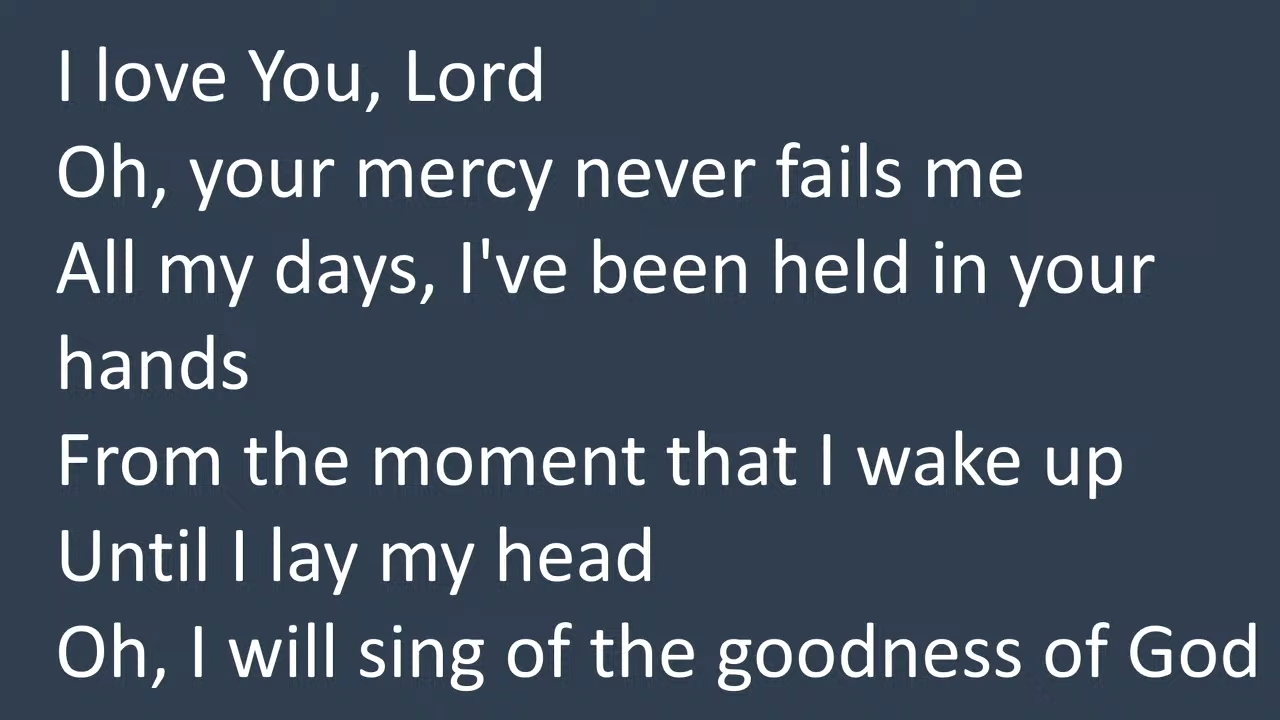 I love You, Lord
Oh, your mercy never fails me
All my days, I've been held in your
hands
From the moment that I wake up
Until I lay my head
Oh, I will sing of the goodness of God